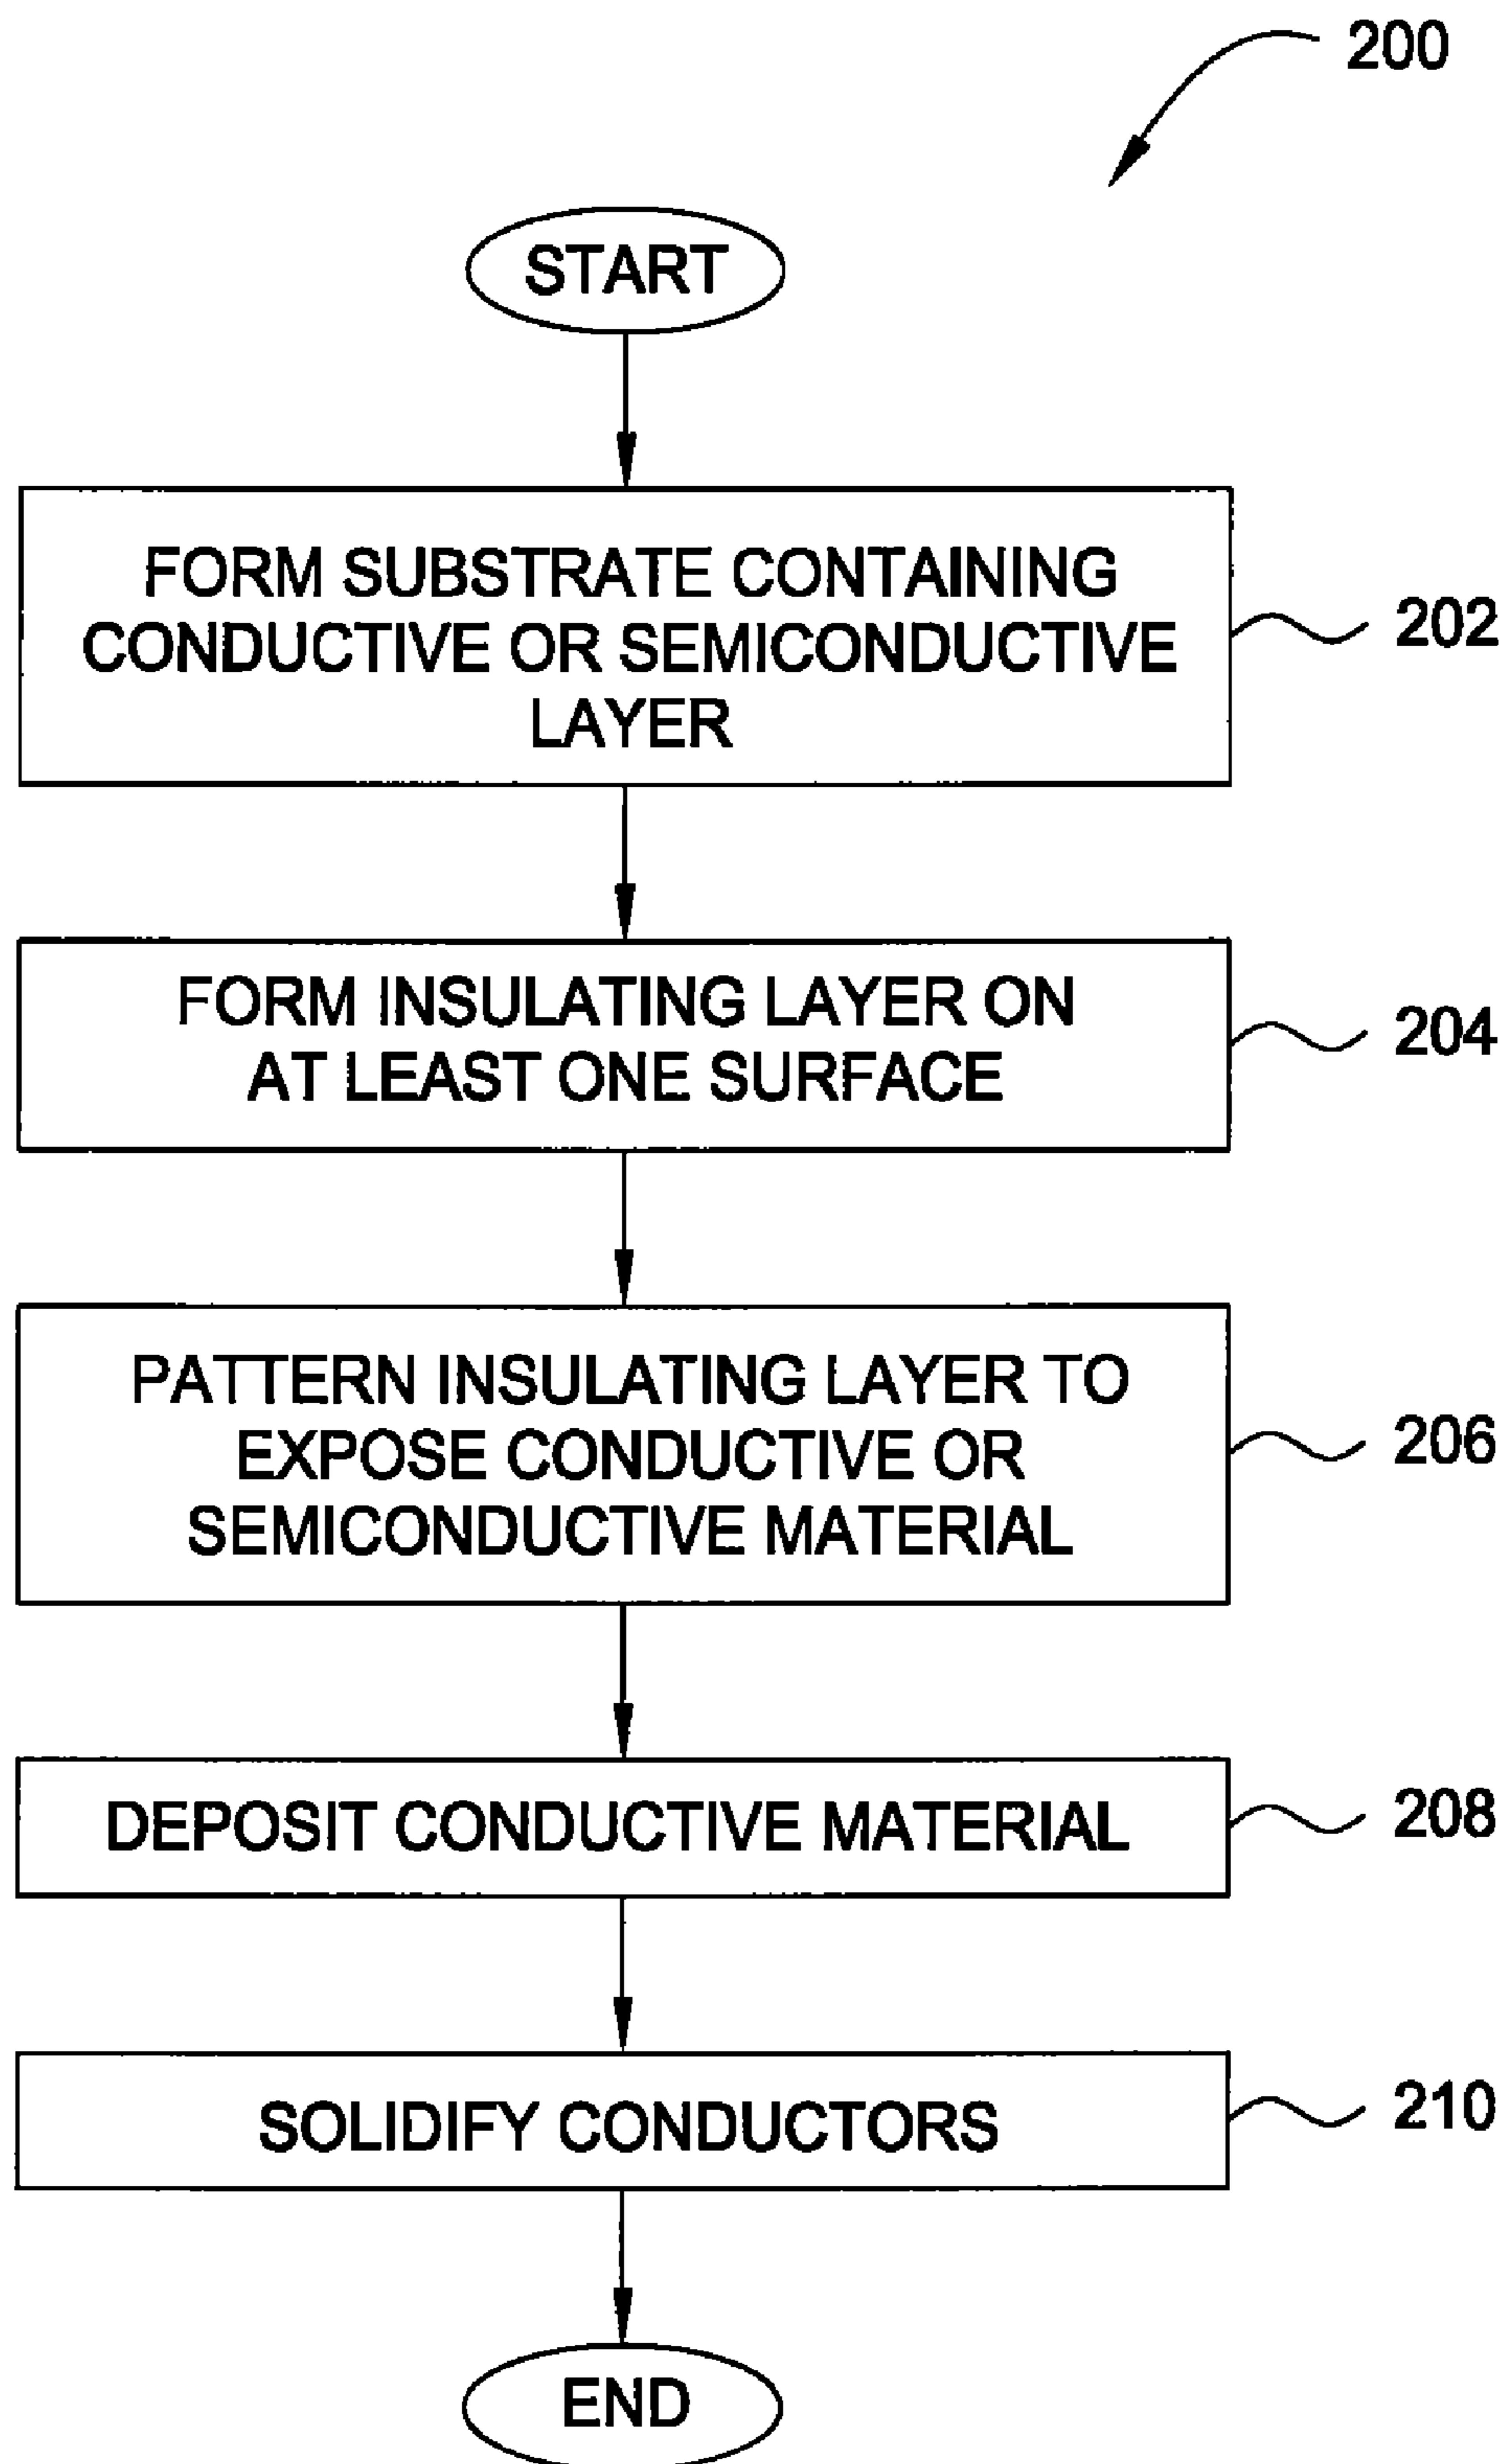 200
START
FORM SUBSTRATE CONTAINING
CONDUCTIVE OR SEMICONDUCTIVE
LAYER
202
FORM INSULATING LAYER ON
AT LEAST ONE SURFACE
204
PATTERN INSULATING LAYER TO
EXPOSE CONDUCTIVE OR
SEMICONDUCTIVE MATERIAL
206
DEPOSIT CONDUCTIVE MATERIAL
208
SOLIDIFY CONDUCTORS
210
END